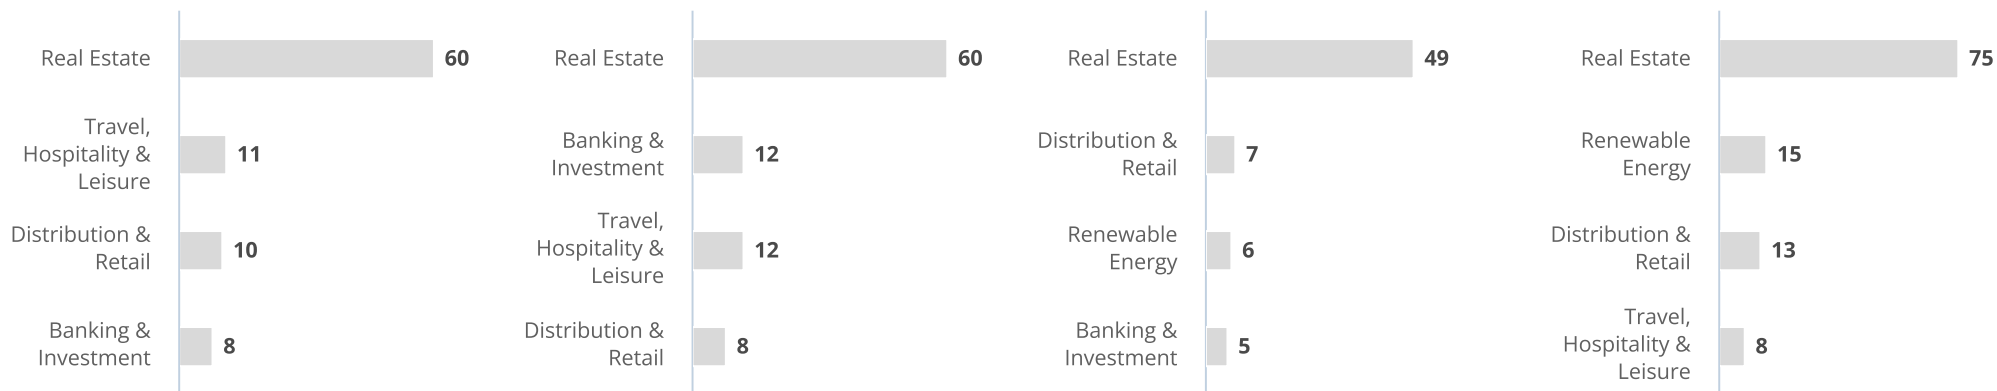 Real Estate
60
Travel,
Hospitality &
Leisure
11
Distribution &
Retail
10
Banking &
Investment
8
Real Estate
60
Banking &
Investment
12
Travel,
Hospitality &
Leisure
12
Distribution &
Retail
8
Real Estate
49
Distribution &
Retail
7
Renewable
Energy
6
Banking &
Investment
5
Real Estate
75
Renewable
Energy
15
Distribution &
Retail
13
Travel,
Hospitality &
Leisure
8